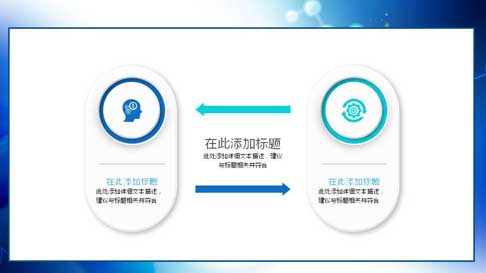 在此添加标题
此处添加详细文本描述，建议
与标题相关并符合
在此添加标题
此处添加详细文本描述，
建议与标题相关并符合
在此添加标题
此处添加详细文本描述，
建议与标题相关并符合